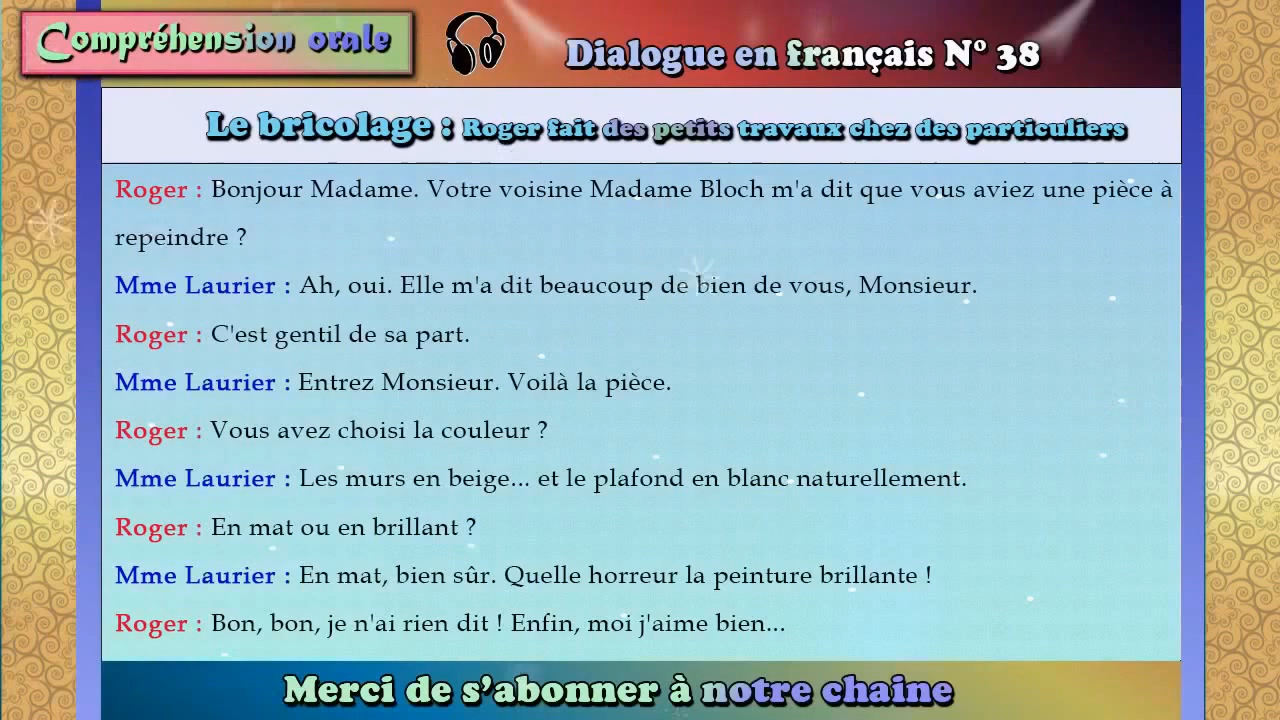 Compréhension orale
Dialogue en français N° 38
Le bricolage : Roger fait des petits travaux chez des particuliers
Roger : Bonjour Madame. Votre voisine Madame Bloch m'a dit que vous aviez une pièce à
repeindre ?
Mme Laurier : Ah, oui. Elle m'a dit beaucoup de bien de vous, Monsieur.
Roger : C'est gentil de sa part.
Mme Laurier : Entrez Monsieur. Voilà la pièce.
Roger : Vous avez choisi la couleur ?
Mme Laurier : Les murs en beige... et le plafond en blanc naturellement.
Roger : En mat ou en brillant ?
Mme Laurier : En mat, bien sûr. Quelle horreur la peinture brillante !
Roger : Bon, bon, je n'ai rien dit ! Enfin, moi j'aime bien...
Merci de s’abonner à notre chaine